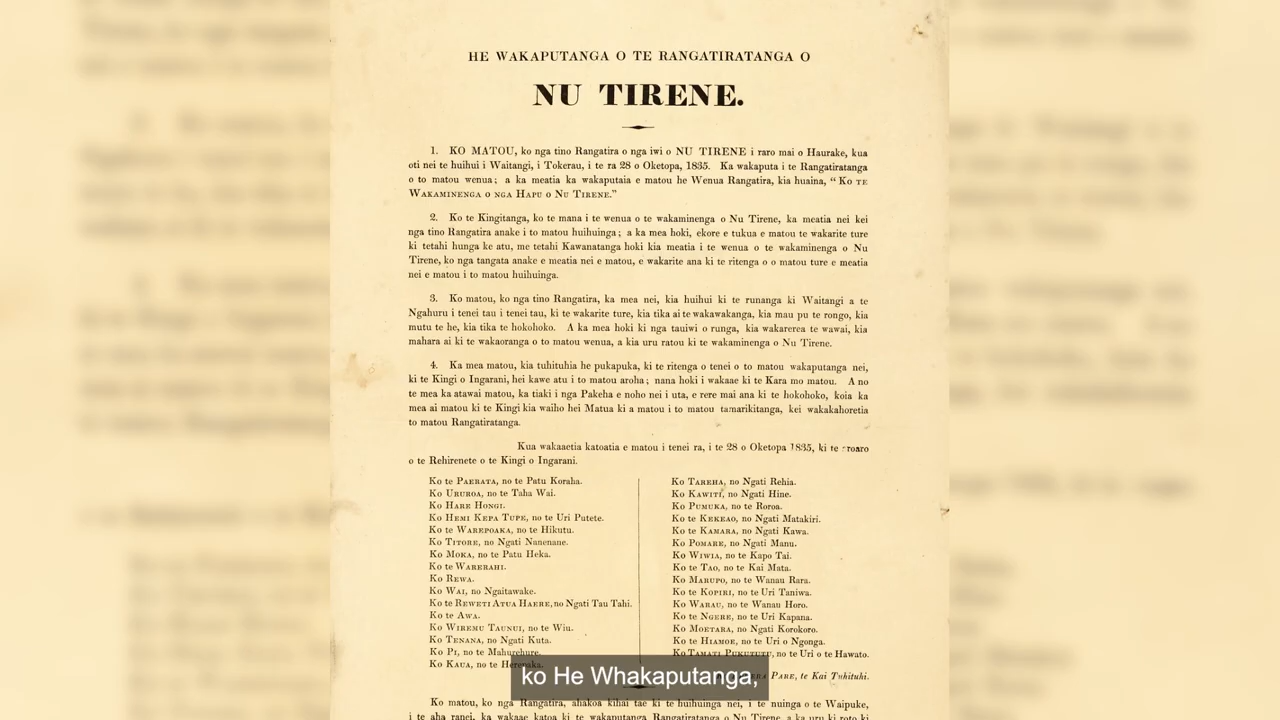 HE WAKAPUTANGA O TE RANGATIRATANGA O
NU TIRENE.
1. KO MATOU, ko nga tino Rangatira o nga iwi o NU TIRENE i raro mai o Haurake, kua
oti nei te huihui i Waitangi, i Tokerau, i te ra 28 o Oketopa, 1835. Ka wakaputa i te Rangatiratanga
o to matou wenua; a ka meatia ka wakaputaia e matou he Wenua Rangatira, kia huaina, “KO TE
WAKAMINENGA O NGA HAPU O NU TIRENE.”
2. Ko te Kingitanga, ko te mana i te wenua o te wakaminenga o Nu Tirene, ka meatia nei kei
nga tino Rangatira anake i to matou huihuinga; a ka mea hoki, ekore e tukua e matou te wakarite ture
ki tetahi hunga ke atu, me tetahi Kawanatanga hoki kia meatia i te wenua o te wakaminenga o Nu
Tirene, ko nga tangata anake e meatia nei e matou, e wakarite ana ki te ritenga o o matou ture e meatia
nei e matou i to matou huihuinga.
3. Ko matou, ko nga tino Rangatira, ka mea nei, kia huihui ki te runanga ki Waitangi a te
Ngahuru i tenei tau i tenei tau, ki te wakarite ture, kia tika ai te wakawakanga, kia mau pu te rongo, kia
mutu te he, kia tika te hokohoko. A ka mea hoki ki nga tauiwi o runga, kia wakarerea te wawai, kia
mahara ai ki te wakaoranga o to matou wenua, a kia uru ratou ki te wakaminenga o Nu Tirene.
4. Ka mea matou, kia tuhituhia he pukapuka, ki te ritenga o tenei o to matou wakaputanga nei,
ki te Kingi o Ingarani, hei kawe atu i to matou aroha; nana hoki i wakaae ki te Kara mo matou. A no
te mea ka atawai matou, ka tiaki i nga Pakeha e noho nei i uta, e rere mai ana ki te hokohoko, koia ka
mea ai matou ki te Kingi kia waiho hei Matua ki a matou i to matou tamarikitanga, kei wakakahoretia
to matou Rangatiratanga.
Kua wakaaetia katoatia e matou i tenei ra, i te 28 o Oketopa 1835, ki te aroaro
o te Rehirenete o te Kingi o Ingarani.
Ko te PAERATA, no te Patu Koraha.
Ko URUROA, no te Taha Wai.
Ko HARE HONGI.
Ko HEMI KEPA TUPE, no te Uri Putete.
Ko te WAREPOAKA, no te Hikutu.
Ko TITORE, no Ngati Nanenane.
Ko MOKA, no te Patu Heka.
Ko te WARERAHI.
Ko REWA.
Ko WAI, no Ngaitawake.
Ko te REWETI ATUA HAERE, no Ngati Tau Tahi.
Ko te AWA.
Ko WIREMU TAUNUI, no te Wiu.
Ko TENANA, no Ngati Kuta.
Ko PI, no te Mahurehure.
Ko KAUA, no te Herepaka.
Ko TAREHA, no Ngati Rehia.
Ko KAWITI, no Ngati Hine.
Ko PUMUKA, no te Roroa.
Ko te KEKEAO, no Ngati Matakiri.
Ko te KAMARA, no Ngati Kawa.
Ko POMARE, no Ngati Manu.
Ko WIWIA, no te Kapo Tai.
Ko te TAO, no te Kai Mata.
Ko MARUPO, no te Wanau Rara.
Ko te KOPIRI, no te Uri Taniwa.
Ko WARAU, no te Wanau Horo.
Ko te NGERE, no te Uri Kapana.
Ko MOETARA, no Ngati Korokoro.
Ko te HIAMOE, no te Uri o Ngonga.
Ko TAMATI PUKUTUTU, no te Uri o te Hawato.
PARE, te Kai Tuhituhi.
ko He Whakaputanga,
Ko matou, ko nga Rangatira, ahakoa kihai tae ki te huihuinga nei, i te nuinga o te Waipuke,
i te aha ranei, ka wakaae katoa ki te wakaputanga Rangatiratanga o Nu Tirene, a ka uru ki roto ki